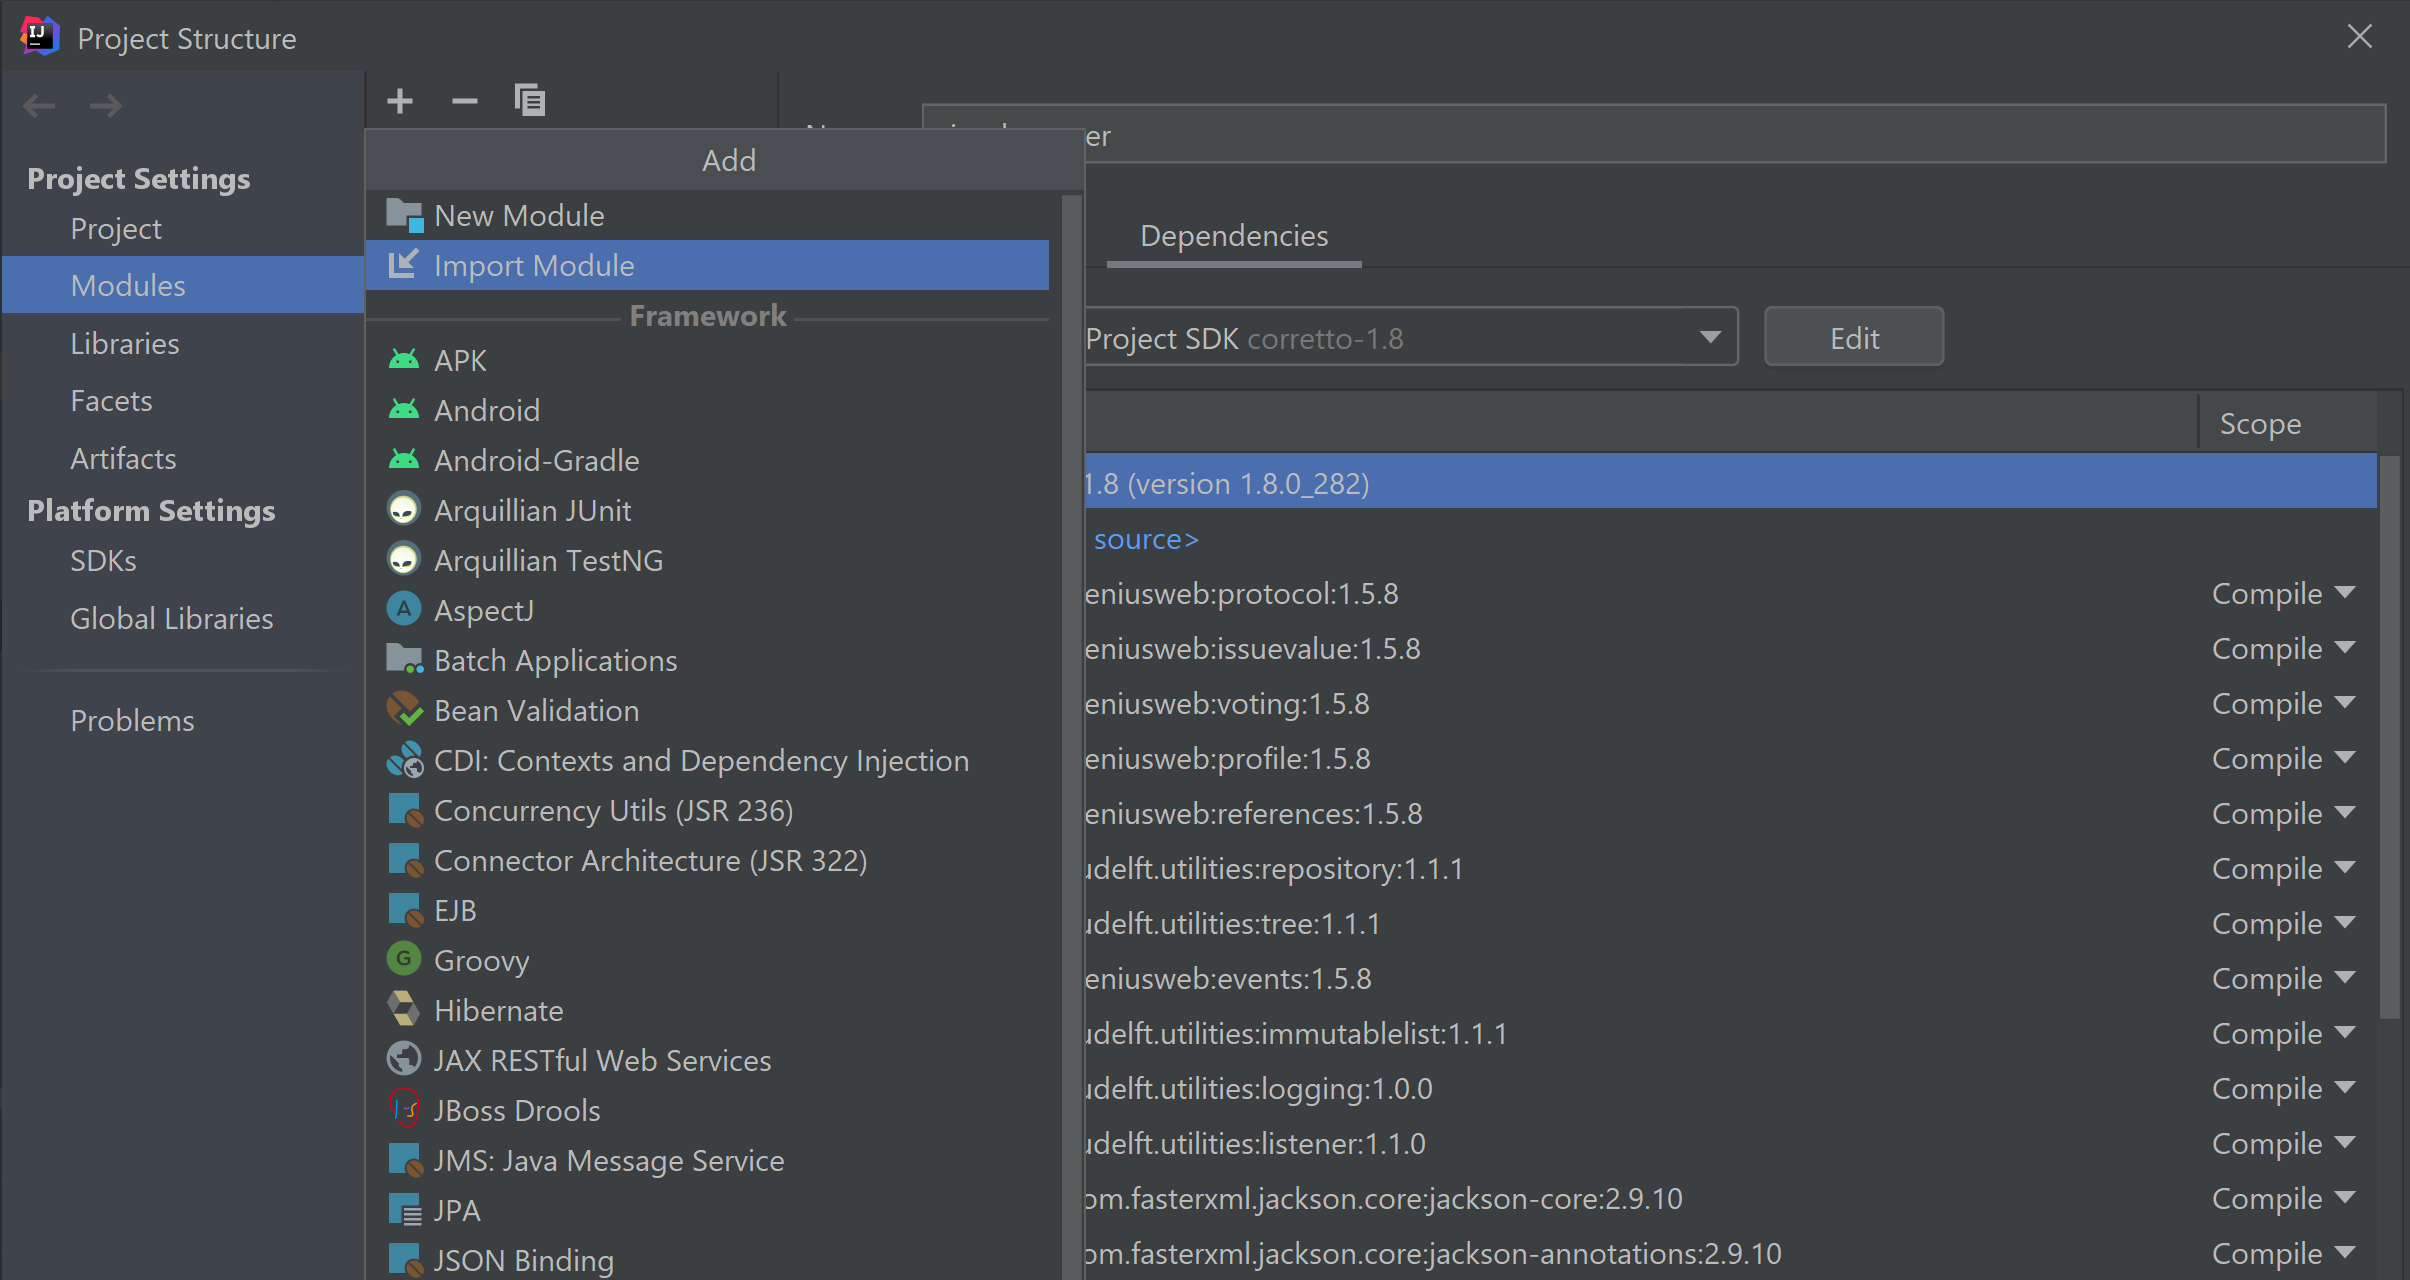 Project Structure
Project Settings
Project
Modules
Libraries
Facets
Artifacts
Platform Settings
SDKs
Global Libraries
Problems
Add
New Module
Import Module
Framework
APK
Android
Android-Gradle
Arquillian JUnit
Arquillian TestNG
AspectJ
Batch Applications
Bean Validation
CDI: Contexts and Dependency Injection
Concurrency Utils (JSR 236)
Connector Architecture (JSR 322)
EJB
Groovy
Hibernate
JAX RESTful Web Services
JBoss Drools
JMS: Java Message Service
JPA
JSON Binding
er
Dependencies
Project SDK corretto-1.8
Edit
Scope
1.8 (version 1.8.0_282)
source>
eniusweb:protocol:1.5.8 Compile
eniusweb:issuevalue:1.5.8 Compile
eniusweb:voting:1.5.8 Compile
eniusweb:profile:1.5.8 Compile
eniusweb:references:1.5.8 Compile
udelft.utilities:repository:1.1.1 Compile
udelft.utilities:tree:1.1.1 Compile
eniusweb:events:1.5.8 Compile
udelft.utilities:immutablelist:1.1.1 Compile
udelft.utilities:logging:1.0.0 Compile
udelft.utilities:listener:1.1.0 Compile
om.fasterxml.jackson.core:jackson-core:2.9.10 Compile
om.fasterxml.jackson.core:jackson-annotations:2.9.10 Compile